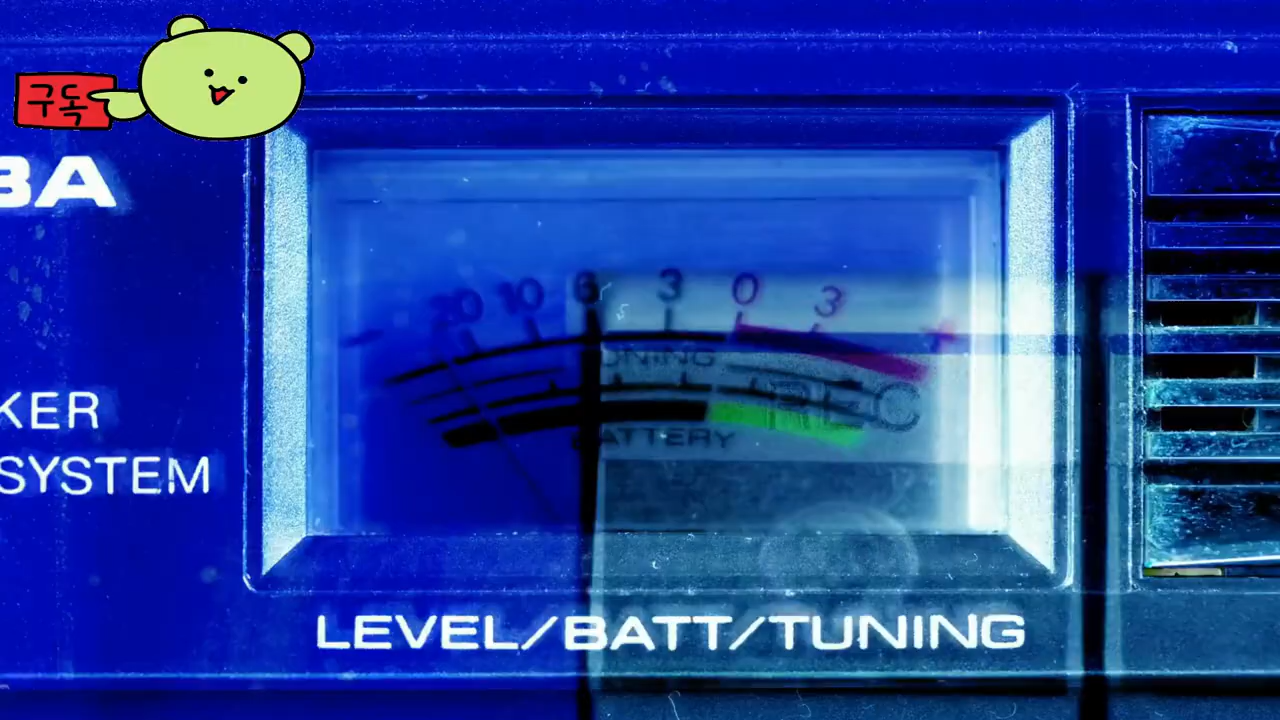 구독
BA
KER
SYSTEM
20 10 6 3 0 3 +
TUNING
REC
BATTERY
LEVEL/BATT/TUNING